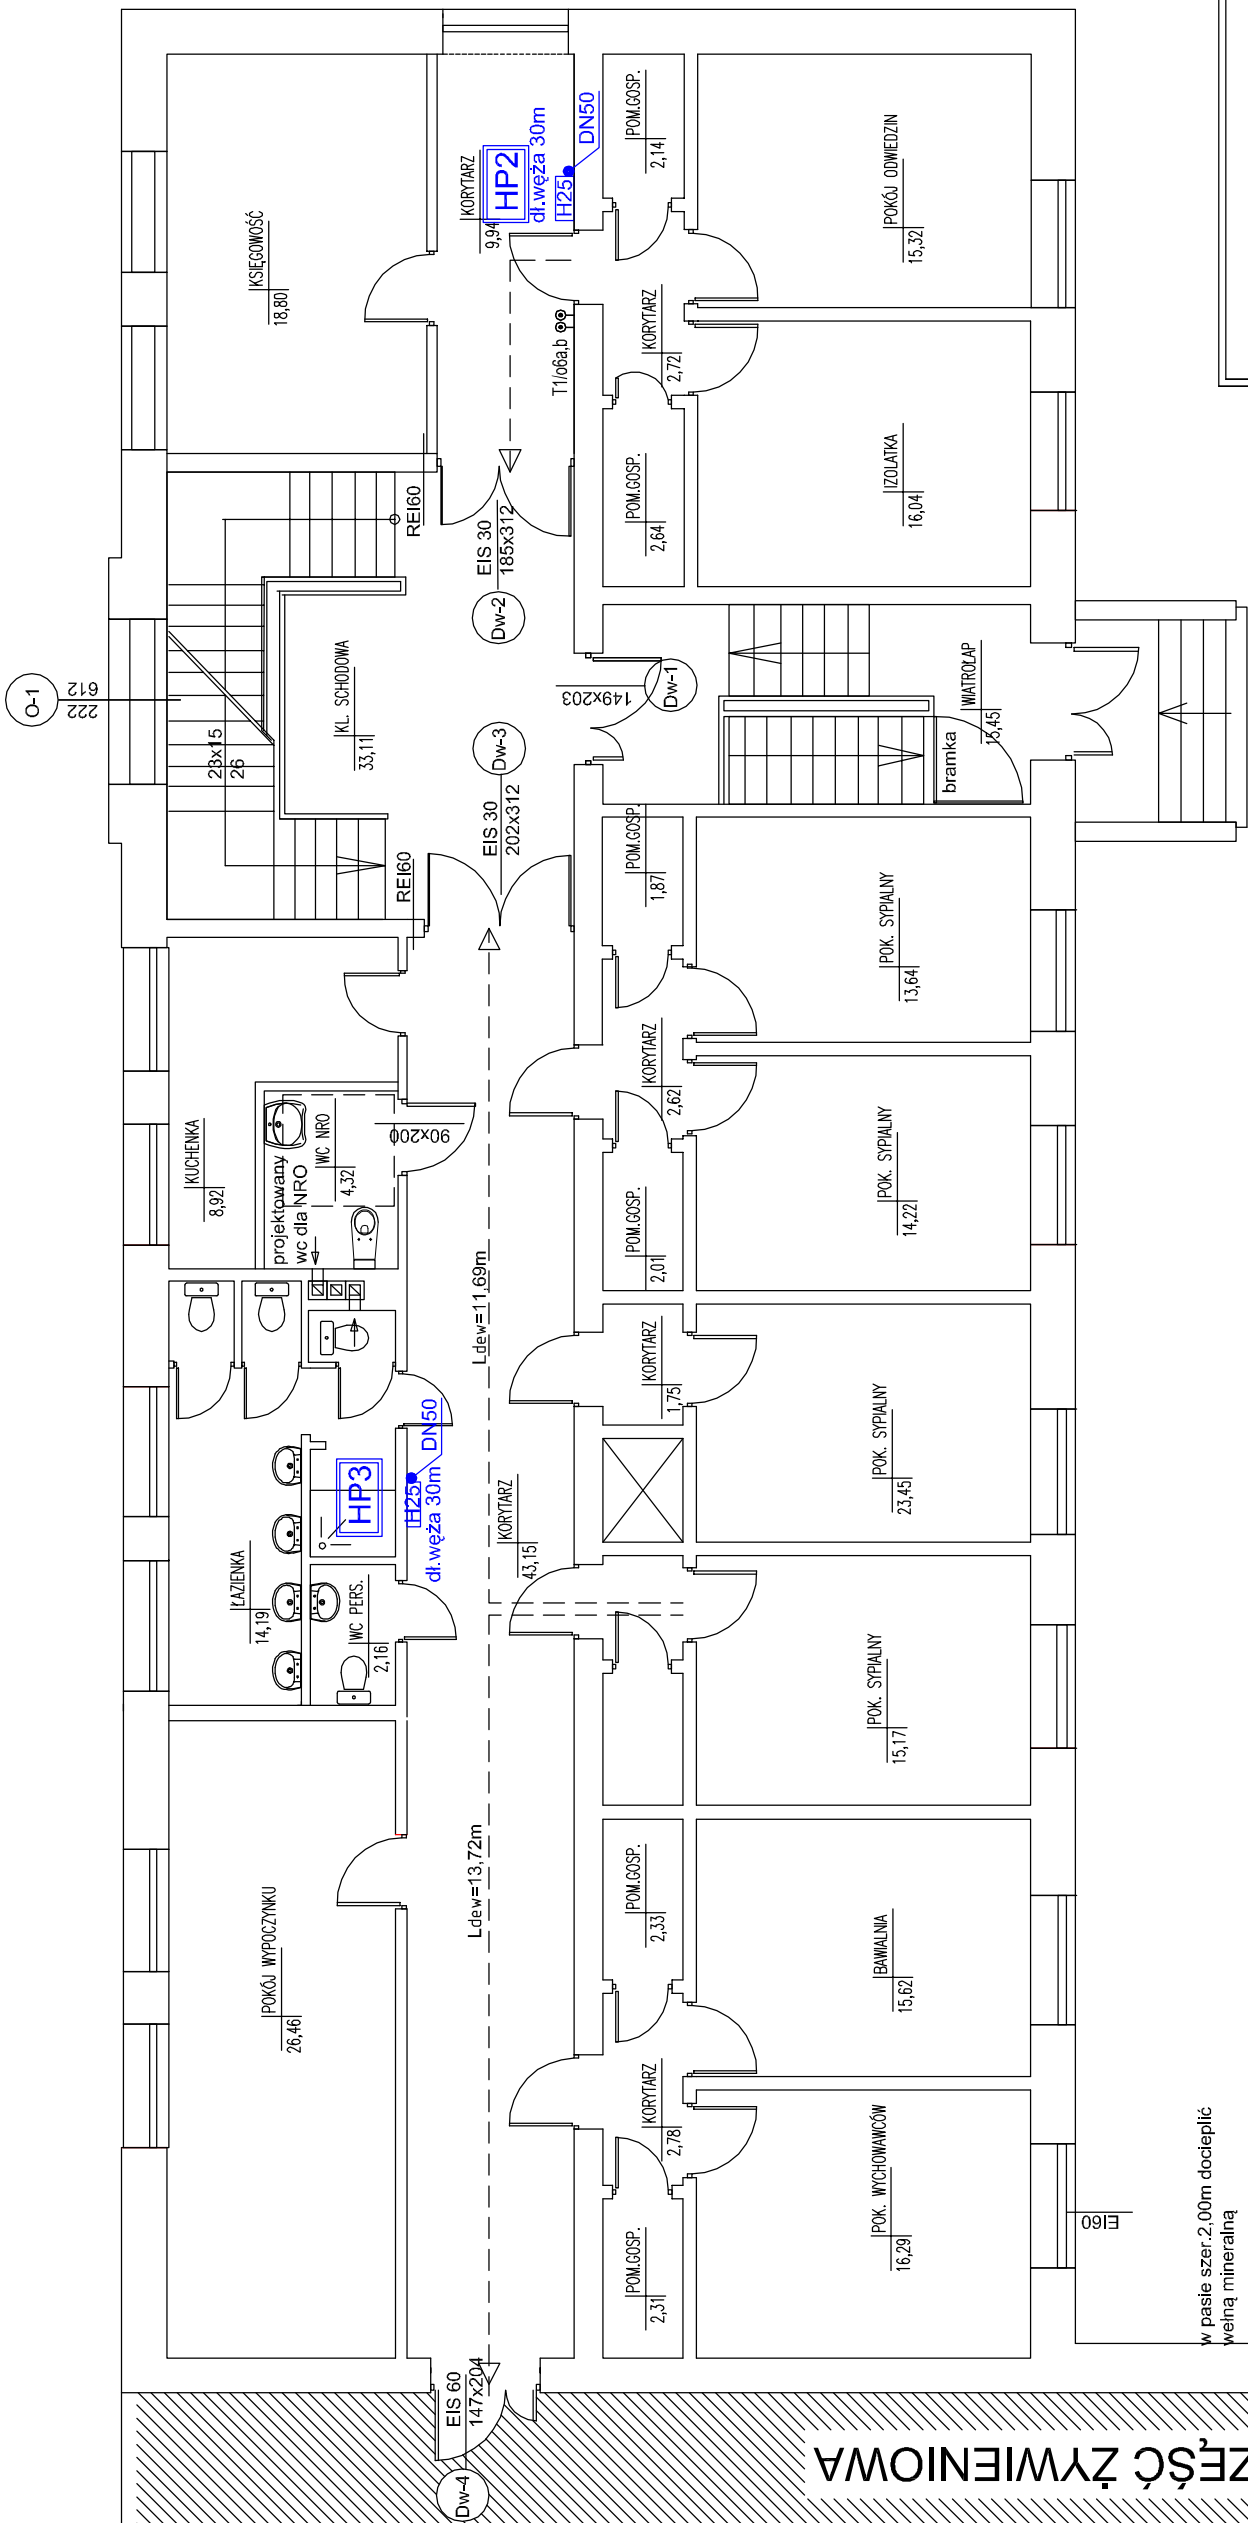 O-1
612
222
KSIĘGOWOŚĆ
18,80
KORYTARZ
9,94
HP2
dł.węża 30m
H25
DN50
POM.GOSP.
2,14
POKÓJ ODWIEDZIN
15,32
T1/o6a,b
KORYTARZ
2,72
POM.GOSP.
2,64
IZOLATKA
16,04
REI60
EIS 30
185x312
Dw-2
23x15
26
KL. SCHODOWA
33,11
149x203
Dw-1
WIATROŁAP
15,45
bramka
Dw-3
EIS 30
202x312
REI60
POM.GOSP.
1,87
POK. SYPIALNY
13,64
KORYTARZ
2,62
KUCHENKA
8,92
projektowany
wc dla NRO
WC NRO
4,32
90x200
POK. SYPIALNY
14,22
POM.GOSP.
2,01
Ldew=11,69m
KORYTARZ
1,75
POK. SYPIALNY
23,45
HP3
H25
DN50
dł.węża 30m
KORYTARZ
43,15
ŁAZIENKA
14,19
WC PERS.
2,16
POK. SYPIALNY
15,17
Ldew=13,72m
POKÓJ WYPOCZYNKU
26,46
POM.GOSP.
2,33
BAWIALNIA
15,62
KORYTARZ
2,78
POK. WYCHOWAWCÓW
16,29
POM.GOSP.
2,31
EI60
EIS 60
147x204
Dw-4
w pasie szer.2,00m docieplić
wełną mineralną
ZĘŚĆ ŻYWIENIOWA